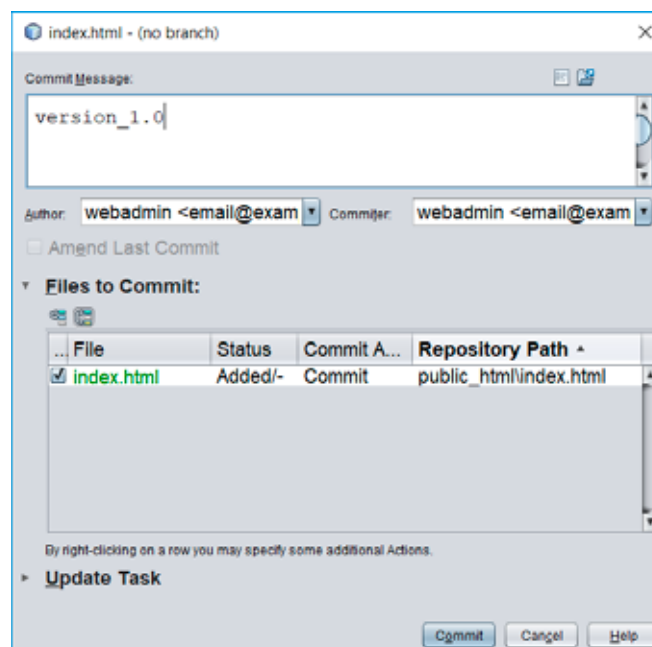 index.html - (no branch)
Commit Message:
version_1.0
Author: webadmin <email@exam Commiter: webadmin <email@exam
Amend Last Commit
Files to Commit:
... File Status Commit A... Repository Path
index.html Added/- Commit public_html\index.html
By right-clicking on a row you may specify some additional Actions.
Update Task
Commit Cancel Help